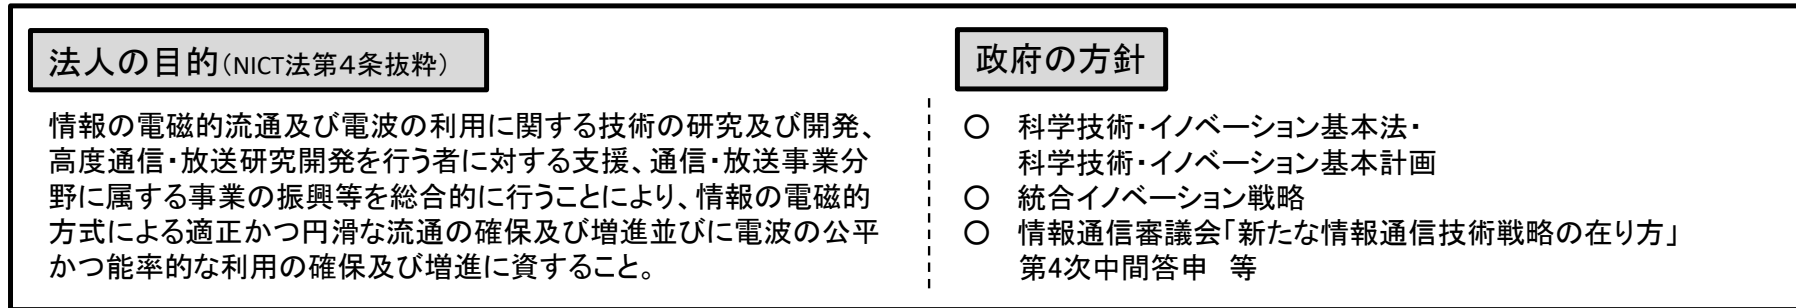 法人の目的（NICT法第４条抜粋）
情報の電磁的流通及び電波の利用に関する技術の研究及び開発、
高度通信・放送研究開発を行う者に対する支援、通信・放送事業分
野に属する事業の振興等を総合的に行うことにより、情報の電磁的
方式による適正かつ円滑な流通の確保及び増進並びに電波の公平
かつ能率的な利用の確保及び増進に資すること。
政府の方針
○ 科学技術・イノベーション基本法・
科学技術・イノベーション基本計画
○ 統合イノベーション戦略
○ 情報通信審議会「新たな情報通信技術戦略の在り方」
第4次中間答申 等